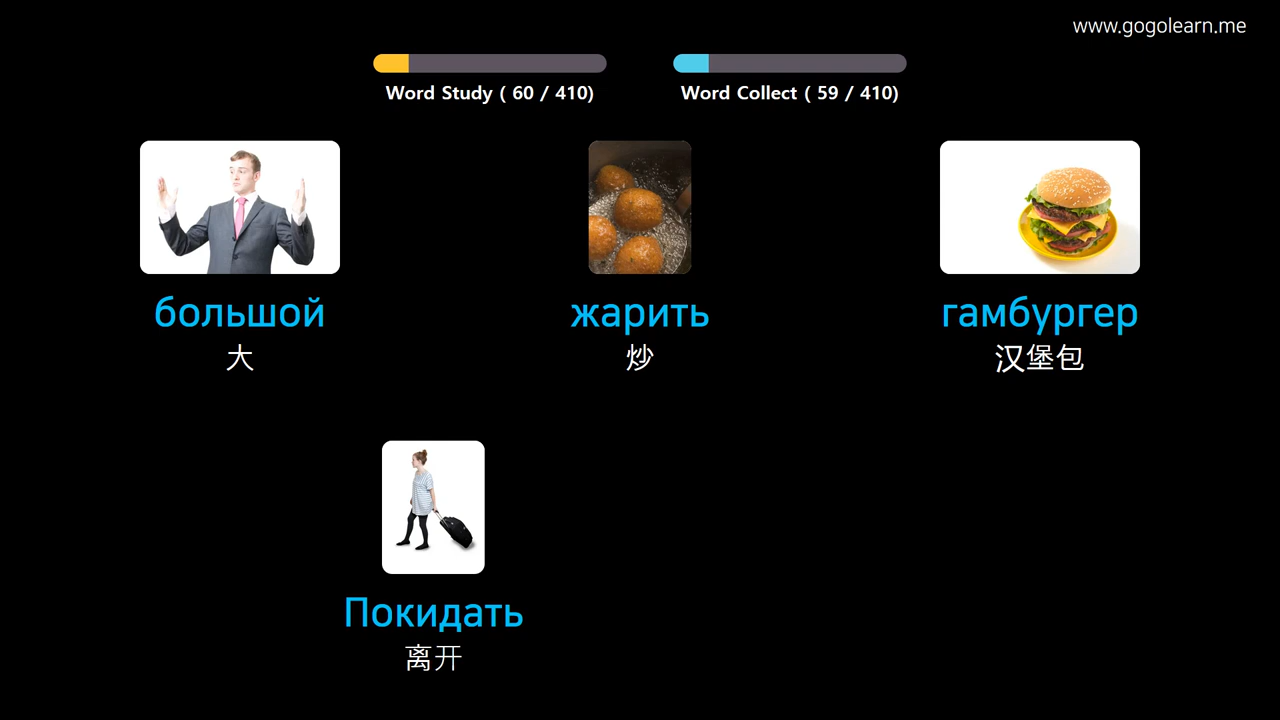 www.gogolearn.me
Word Study ( 60 / 410)
Word Collect ( 59 / 410)
большой
大
жарить
炒
гамбургер
汉堡包
Покидать
离开